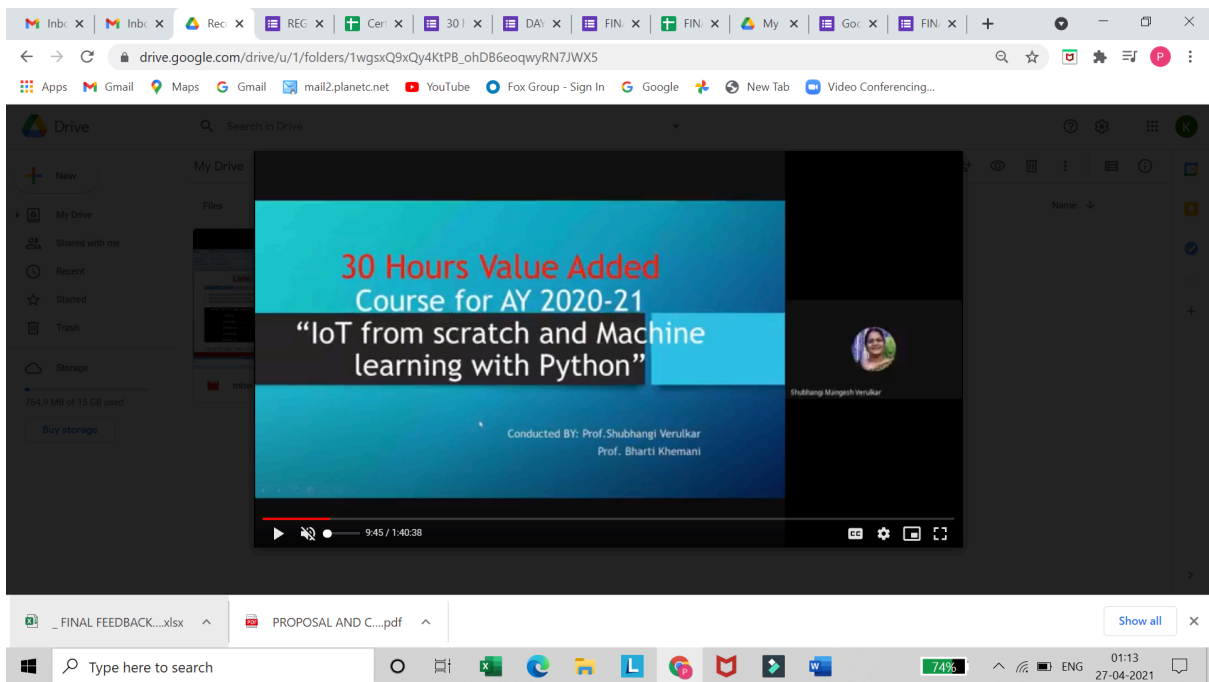 Inbo
Inbo
Reco
REG
Cert
30 H
DAY
FIN
FIN
My
Goo
FIN
drive.google.com/drive/u/1/folders/1wgsxQ9xQy4KtPB_ohDB6eoqwyRN7JWX5
P
Apps
Gmail
Maps
Gmail
mail2.planetc.net
YouTube
Fox Group - Sign In
Google
New Tab
Video Conferencing...
Drive
Search in Drive
K
New
My Drive
My Drive
Shared with me
Recent
Starred
Trash
Storage
784.9 MB of 15 GB used
Buy storage
Files
Name
30 Hours Value Added
Course for AY 2020-21
“IoT from scratch and Machine
learning with Python”
Conducted BY: Prof.Shubhangi Verulkar
Prof. Bharti Khemani
Shubhangi Mangesh Verulkar
9:45 / 1:40:38
CC
_ FINAL FEEDBACK....xlsx
PROPOSAL AND C....pdf
Show all
Type here to search
74%
ENG
01:13
27-04-2021